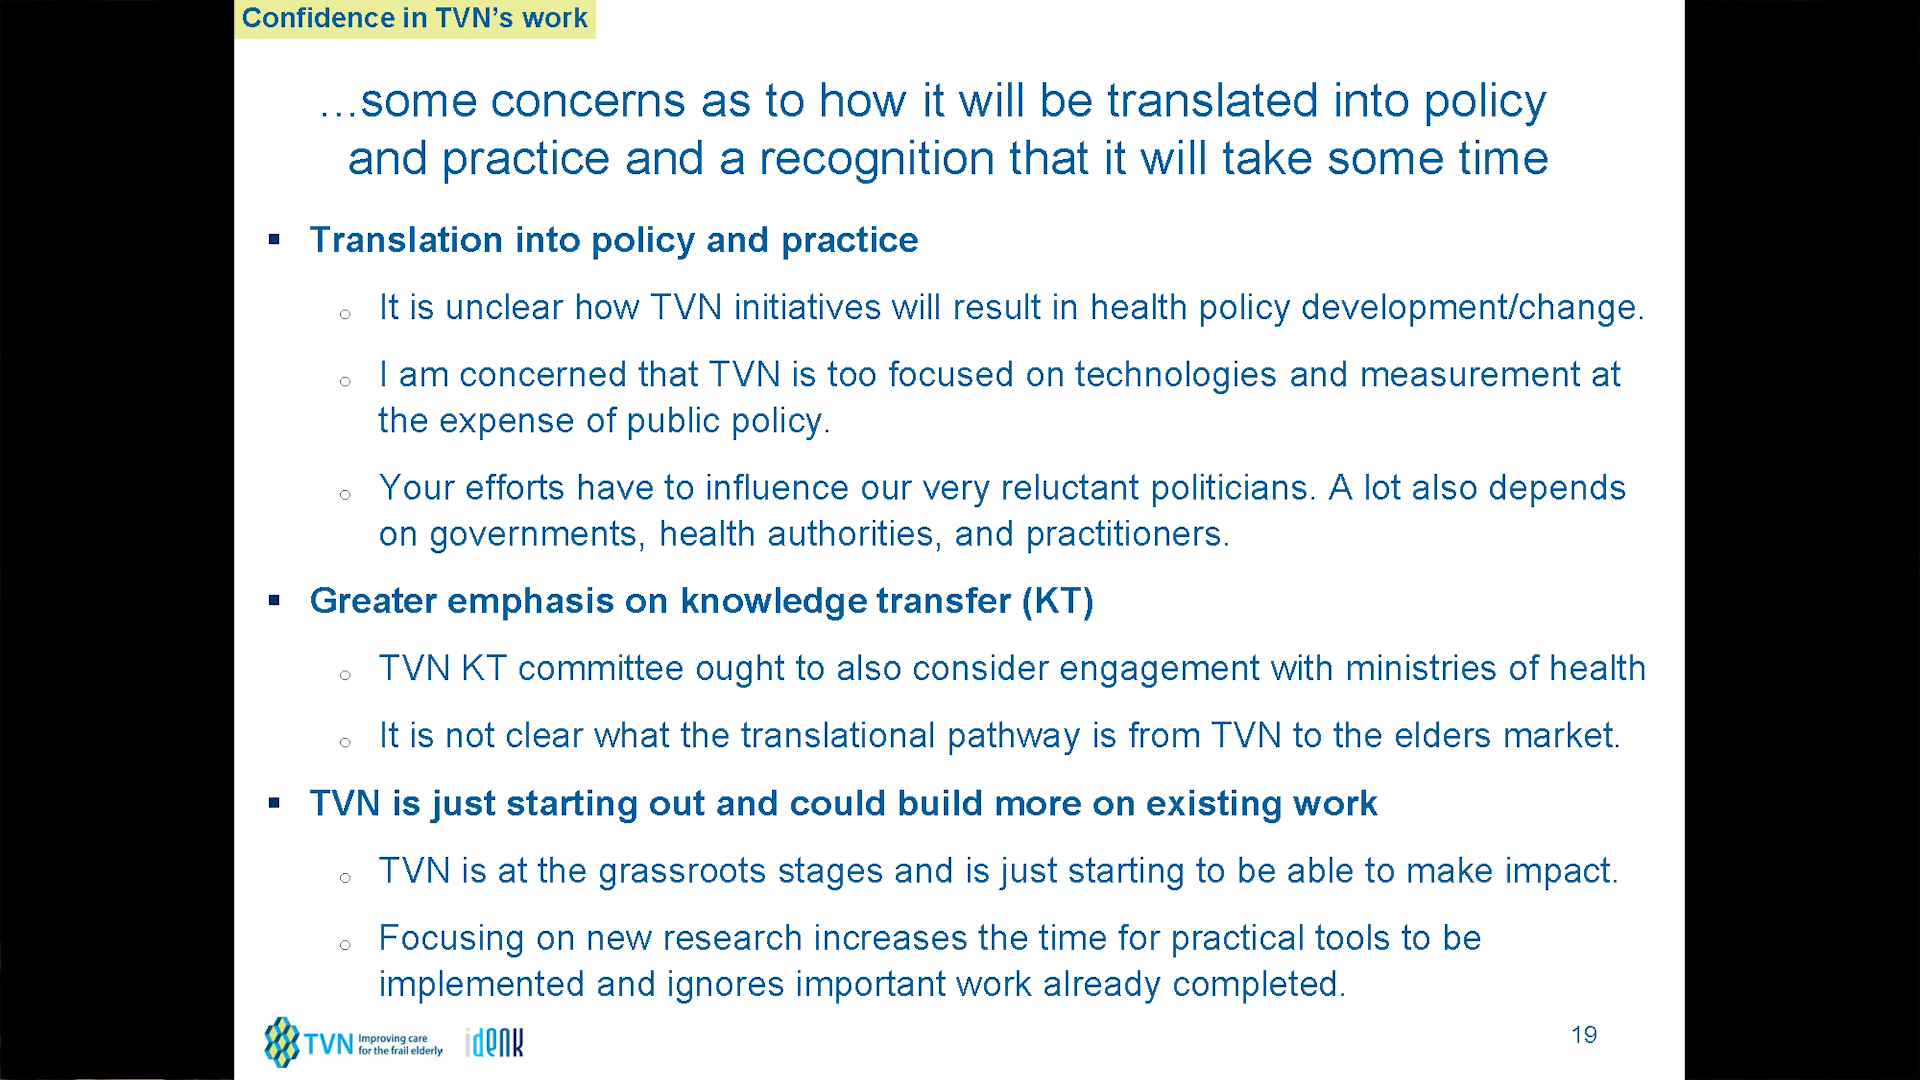 Confidence in TVN’s work
...some concerns as to how it will be translated into policy
and practice and a recognition that it will take some time
▪ Translation into policy and practice
o It is unclear how TVN initiatives will result in health policy development/change.
o I am concerned that TVN is too focused on technologies and measurement at
the expense of public policy.
o Your efforts have to influence our very reluctant politicians. A lot also depends
on governments, health authorities, and practitioners.
▪ Greater emphasis on knowledge transfer (KT)
o TVN KT committee ought to also consider engagement with ministries of health
o It is not clear what the translational pathway is from TVN to the elders market.
▪ TVN is just starting out and could build more on existing work
o TVN is at the grassroots stages and is just starting to be able to make impact.
o Focusing on new research increases the time for practical tools to be
implemented and ignores important work already completed.
TVN Improving care
for the frail elderly
idenk
19